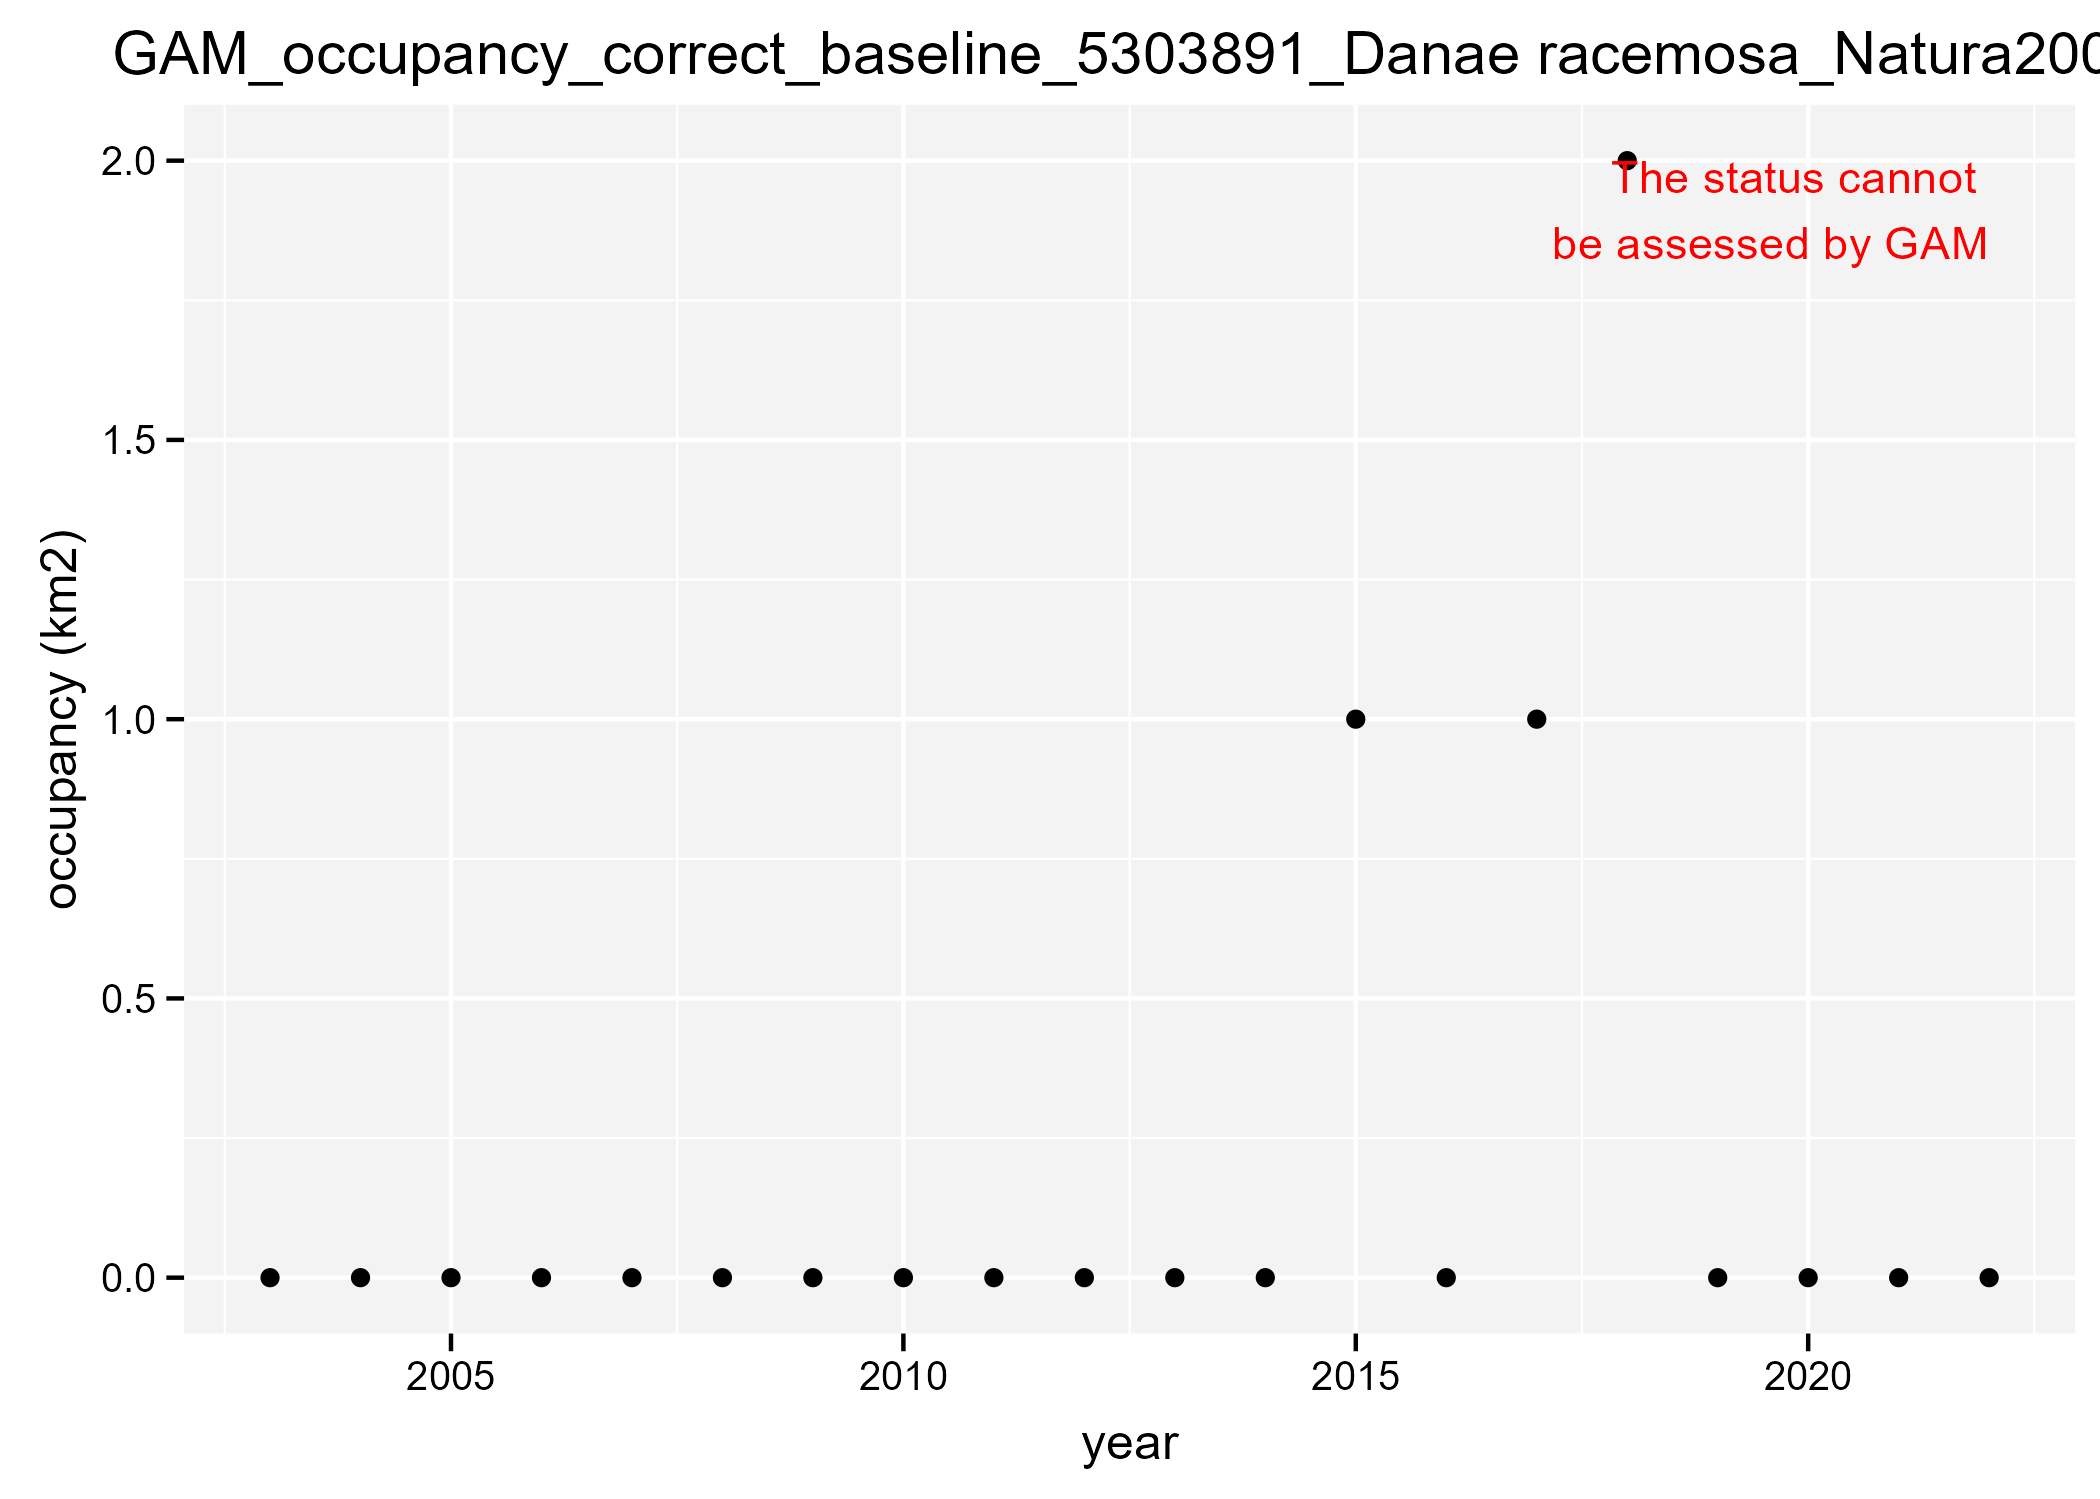 GAM_occupancy_correct_baseline_5303891_Danae racemosa_Natura200
2.0
The status cannot
be assessed by GAM
1.5
occupancy (km2)
1.0
0.5
0.0
2005 2010 2015 2020
year